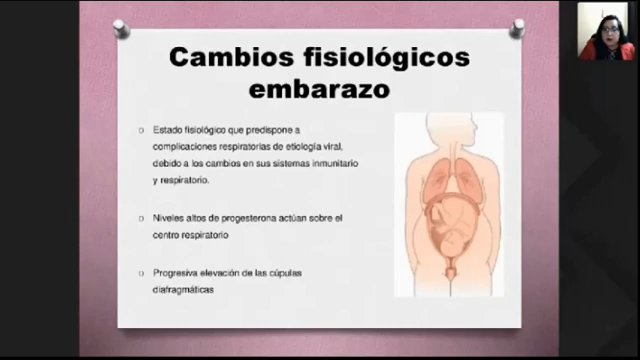 Cambios fisiológicos
embarazo
Estado fisiológico que predispone a
complicaciones respiratorias de etiología viral,
debido a los cambios en sus sistemas inmunitario
y respiratorio.
Niveles altos de progesterona actúan sobre el
centro respiratorio
Progresiva elevación de las cúpulas
diafragmáticas